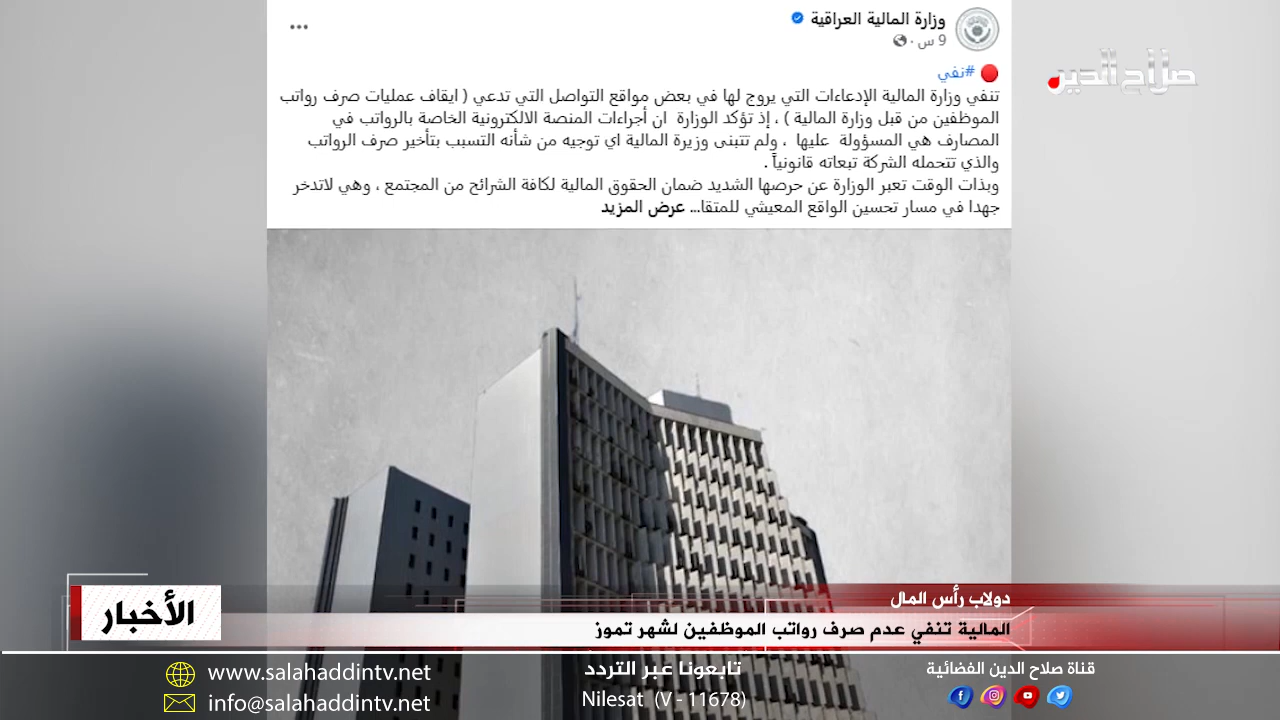 وزارة المالية العراقية
9 س ·
صلاح الدين
#نفي
تنفي وزارة المالية الإدعاءات التي يروج لها في بعض مواقع التواصل التي تدعي ( ايقاف عمليات صرف رواتب
الموظفين من قبل وزارة المالية ) ، إذ تؤكد الوزارة ان أجراءات المنصة الالكترونية الخاصة بالرواتب في
المصارف هي المسؤولة عليها ، ولم تتبنى وزيرة المالية اي توجيه من شأنه التسبب بتأخير صرف الرواتب
والذي تتحمله الشركة تبعاته قانونياً .
وبذات الوقت تعبر الوزارة عن حرصها الشديد ضمان الحقوق المالية لكافة الشرائح من المجتمع ، وهي لاتدخر
جهدا في مسار تحسين الواقع المعيشي للمتقا... عرض المزيد
دولاب رأس المال
الأخبار
المالية تنفي عدم صرف رواتب الموظفين لشهر تموز
قناة صلاح الدين الفضائية
تابعونا عبر التردد
Nilesat (V - 11678)
www.salahaddintv.net
info@salahaddintv.net